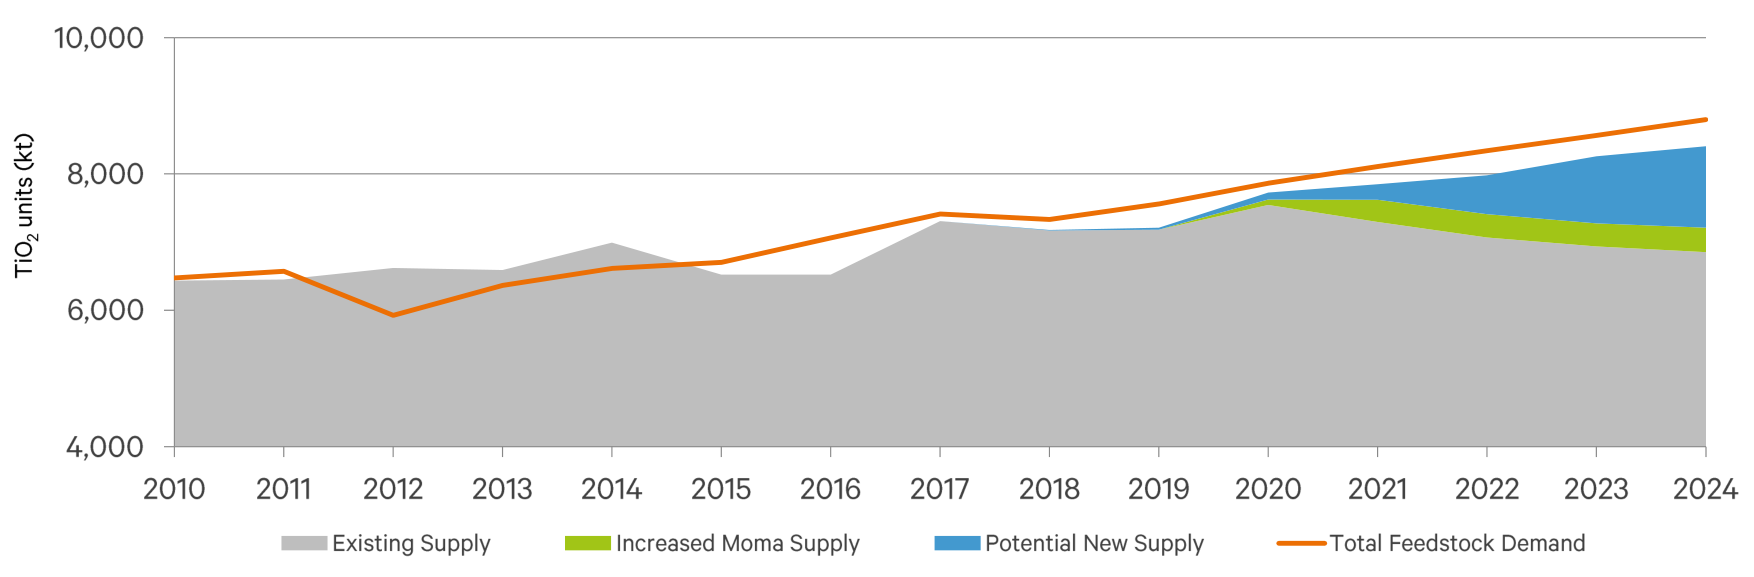 10,000
8,000
6,000
4,000
TiO2 units (kt)
2010 2011 2012 2013 2014 2015 2016 2017 2018 2019 2020 2021 2022 2023 2024
Existing Supply Increased Moma Supply Potential New Supply Total Feedstock Demand